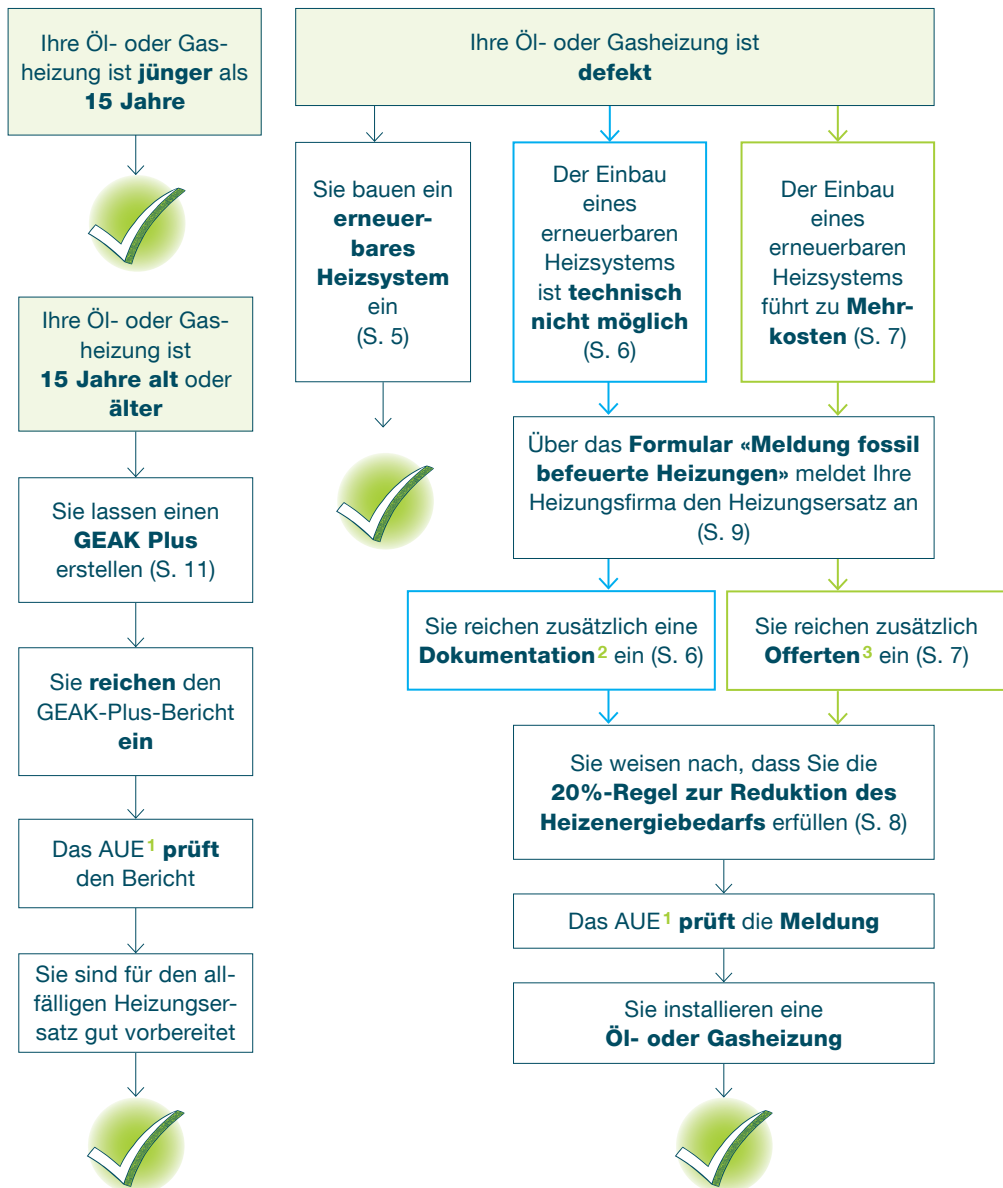 Ihre Öl- oder Gas-
heizung ist jünger als
15 Jahre
Ihre Öl- oder Gas-
heizung ist
15 Jahre alt oder
älter
Sie lassen einen
GEAK Plus
erstellen (S. 11)
Sie reichen den
GEAK-Plus-Bericht
ein
Das AUE1 prüft
den Bericht
Sie sind für den all-
fälligen Heizungser-
satz gut vorbereitet
Ihre Öl- oder Gasheizung ist
defekt
Sie bauen ein
erneuer-
bares
Heizsystem
ein
(S. 5)
Der Einbau
eines
erneuerbaren
Heizsystems
ist technisch
nicht möglich
(S. 6)
Der Einbau
eines
erneuerbaren
Heizsystems
führt zu Mehr-
kosten (S. 7)
Über das Formular «Meldung fossil
befeuerte Heizungen» meldet Ihre
Heizungsfirma den Heizungsersatz an
(S. 9)
Sie reichen zusätzlich eine
Dokumentation2 ein (S. 6)
Sie reichen zusätzlich
Offerten3 ein (S. 7)
Sie weisen nach, dass Sie die
20%-Regel zur Reduktion des
Heizenergiebedarfs erfüllen (S. 8)
Das AUE1 prüft die Meldung
Sie installieren eine
Öl- oder Gasheizung